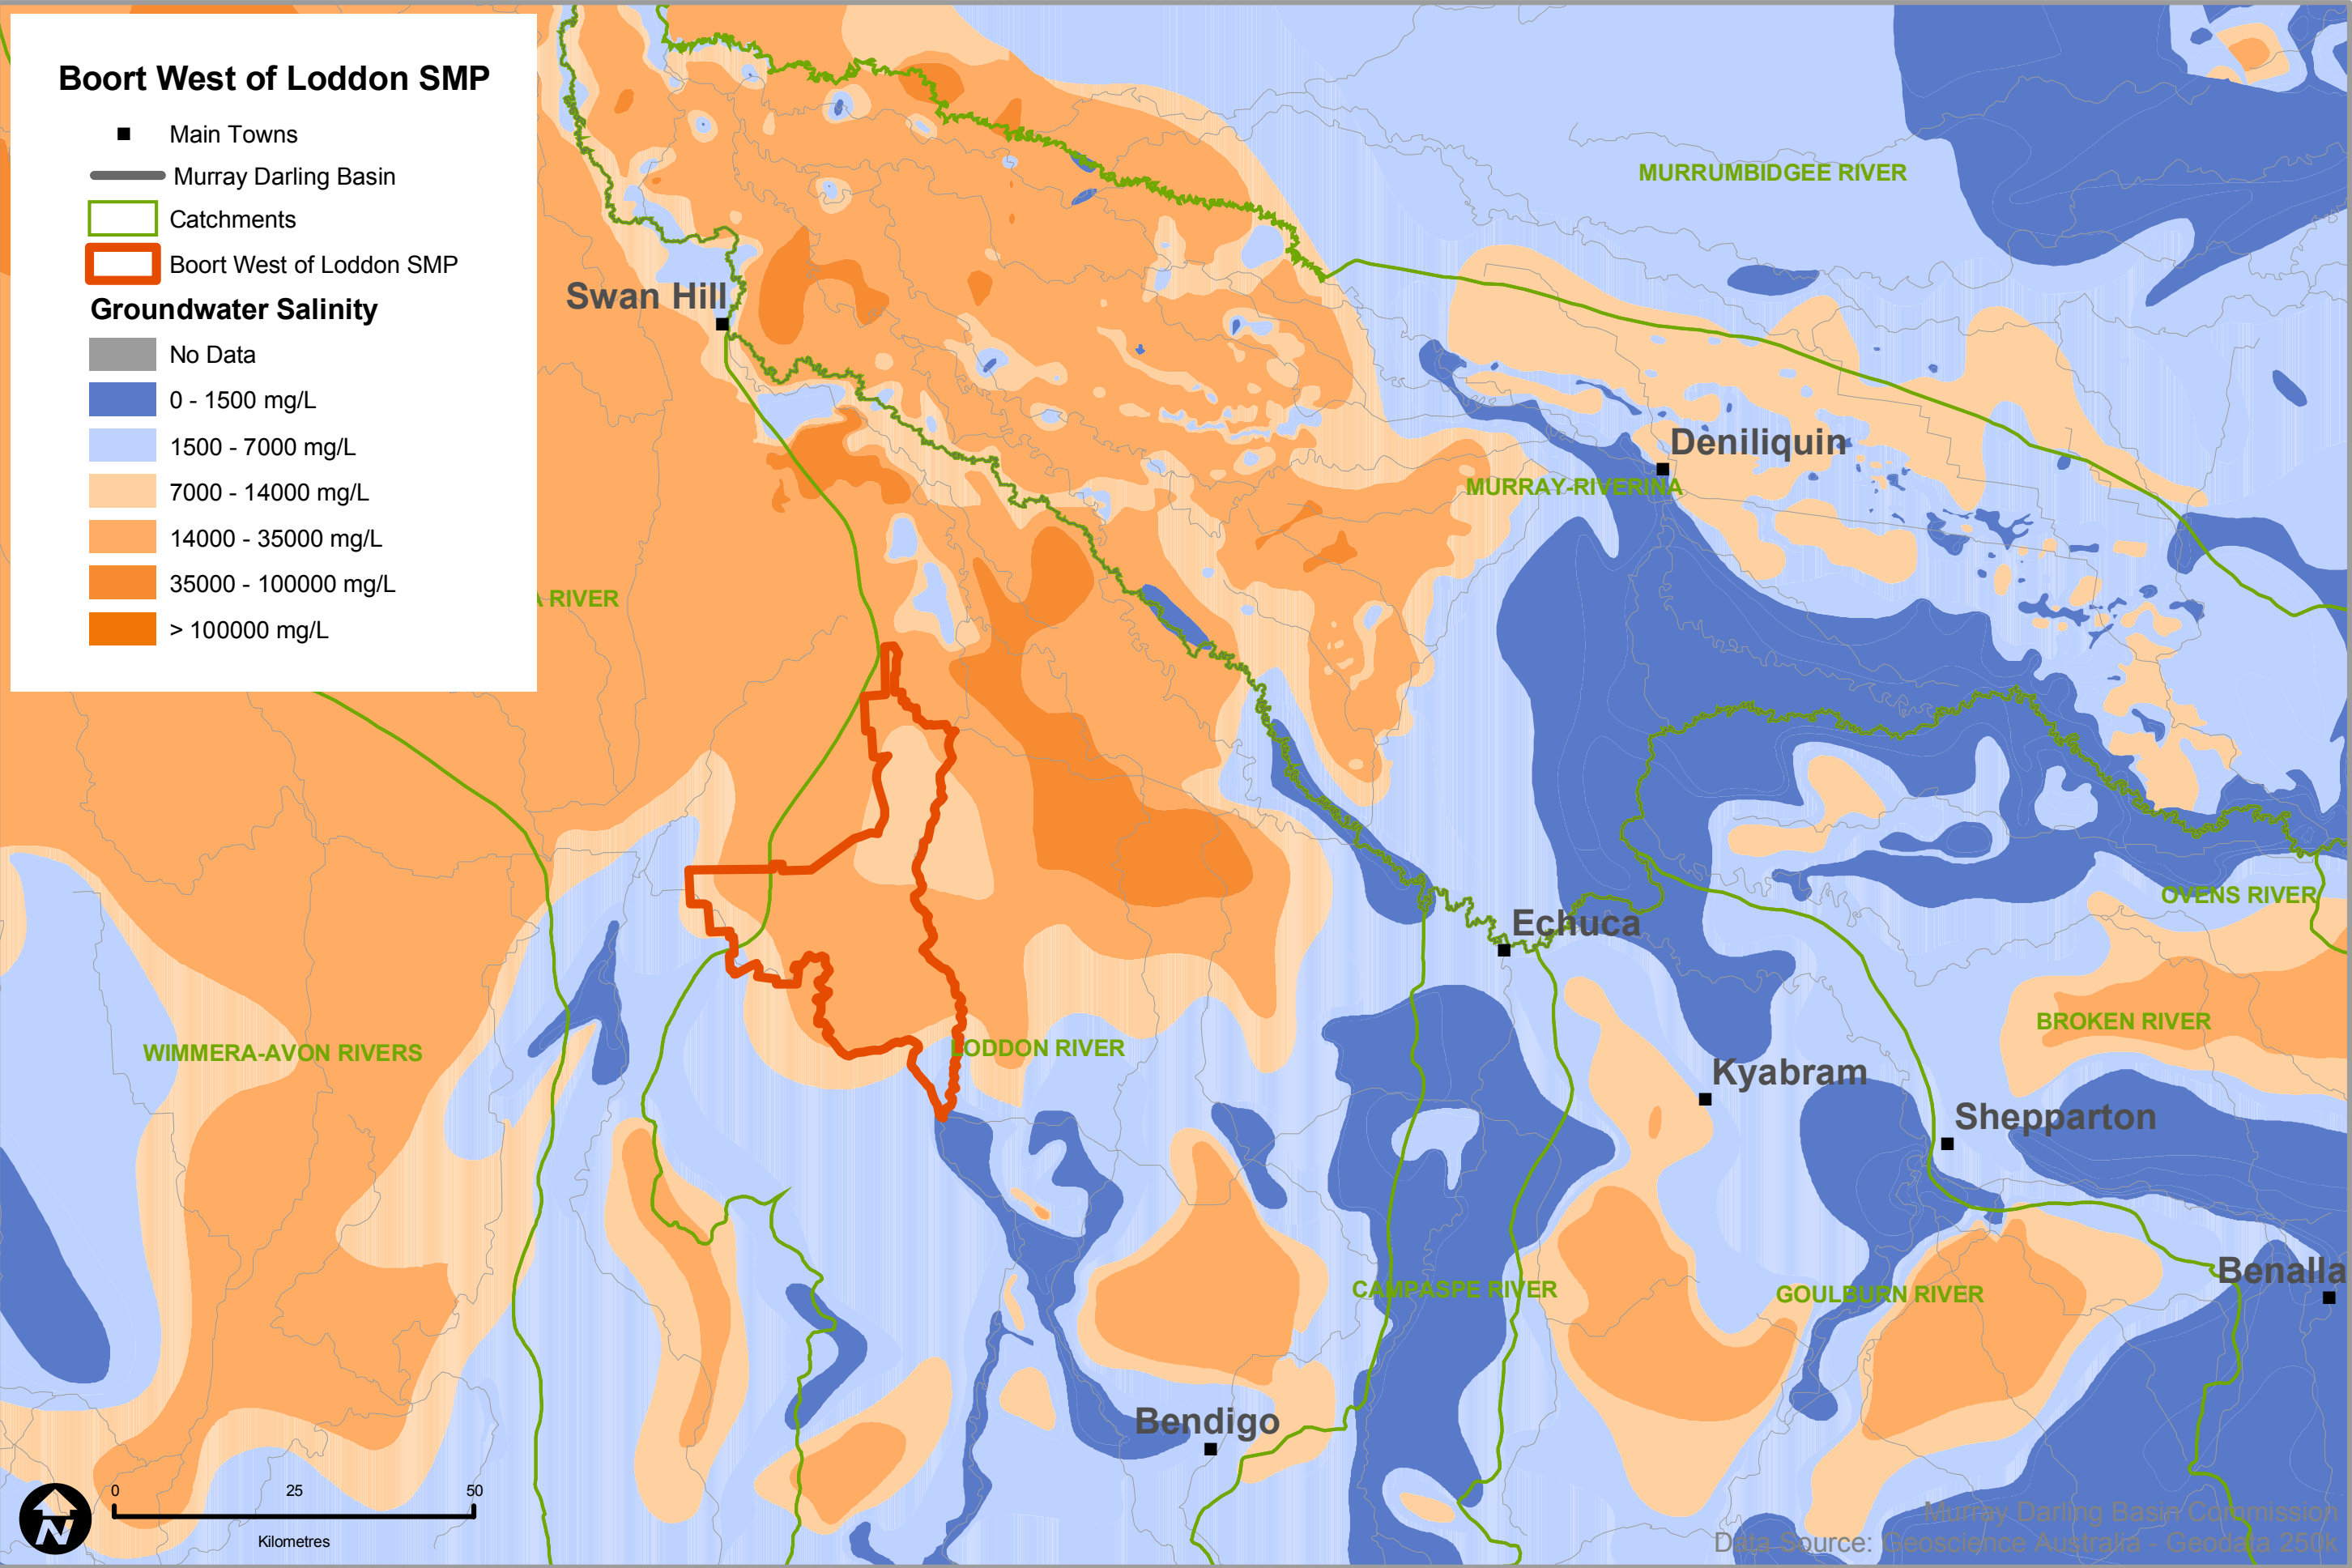 Boort West of Loddon SMP
Main Towns
Murray Darling Basin
Catchments
Boort West of Loddon SMP
Groundwater Salinity
No Data
0 - 1500 mg/L
1500 - 7000 mg/L
7000 - 14000 mg/L
14000 - 35000 mg/L
35000 - 100000 mg/L
> 100000 mg/L
MURRUMBIDGEE RIVER
Swan Hill
Deniliquin
MURRAY-RIVERINA
A RIVER
OVENS RIVER
Echuca
BROKEN RIVER
WIMMERA-AVON RIVERS
LODDON RIVER
Kyabram
Shepparton
Benalla
CAMPASPE RIVER
GOULBURN RIVER
Bendigo
N
0 25 50
Kilometres
Murray Darling Basin Commission
Data Source: Geoscience Australia - Geodata 250k